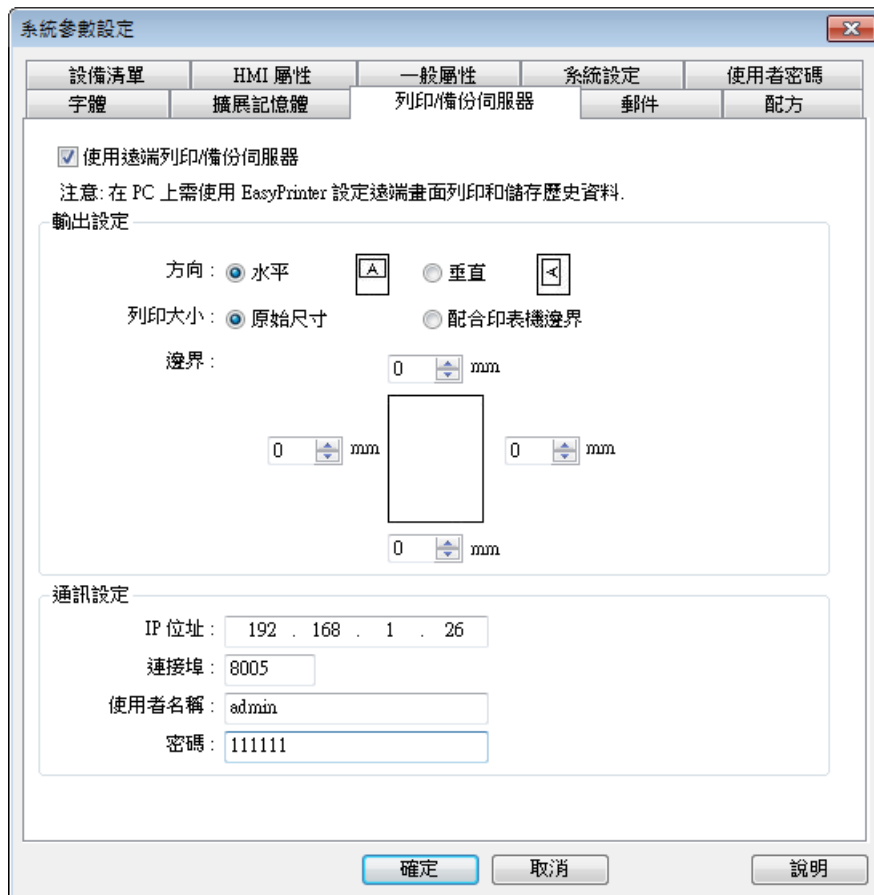 系統參數設定
設備清單 HMI 屬性 一般屬性 系統設定 使用者密碼
字體 擴展記憶體 列印/備份伺服器 郵件 配方
使用遠端列印/備份伺服器
注意: 在 PC 上需使用 EasyPrinter 設定遠端畫面列印和儲存歷史資料.
輸出設定
方向 : 水平 A 垂直 A
列印大小 : 原始尺寸 配合印表機邊界
邊界 :
0 mm
0 mm 0 mm
0 mm
通訊設定
IP 位址 : 192 . 168 . 1 . 26
連接埠 : 8005
使用者名稱 : admin
密碼 : 111111
確定 取消 說明